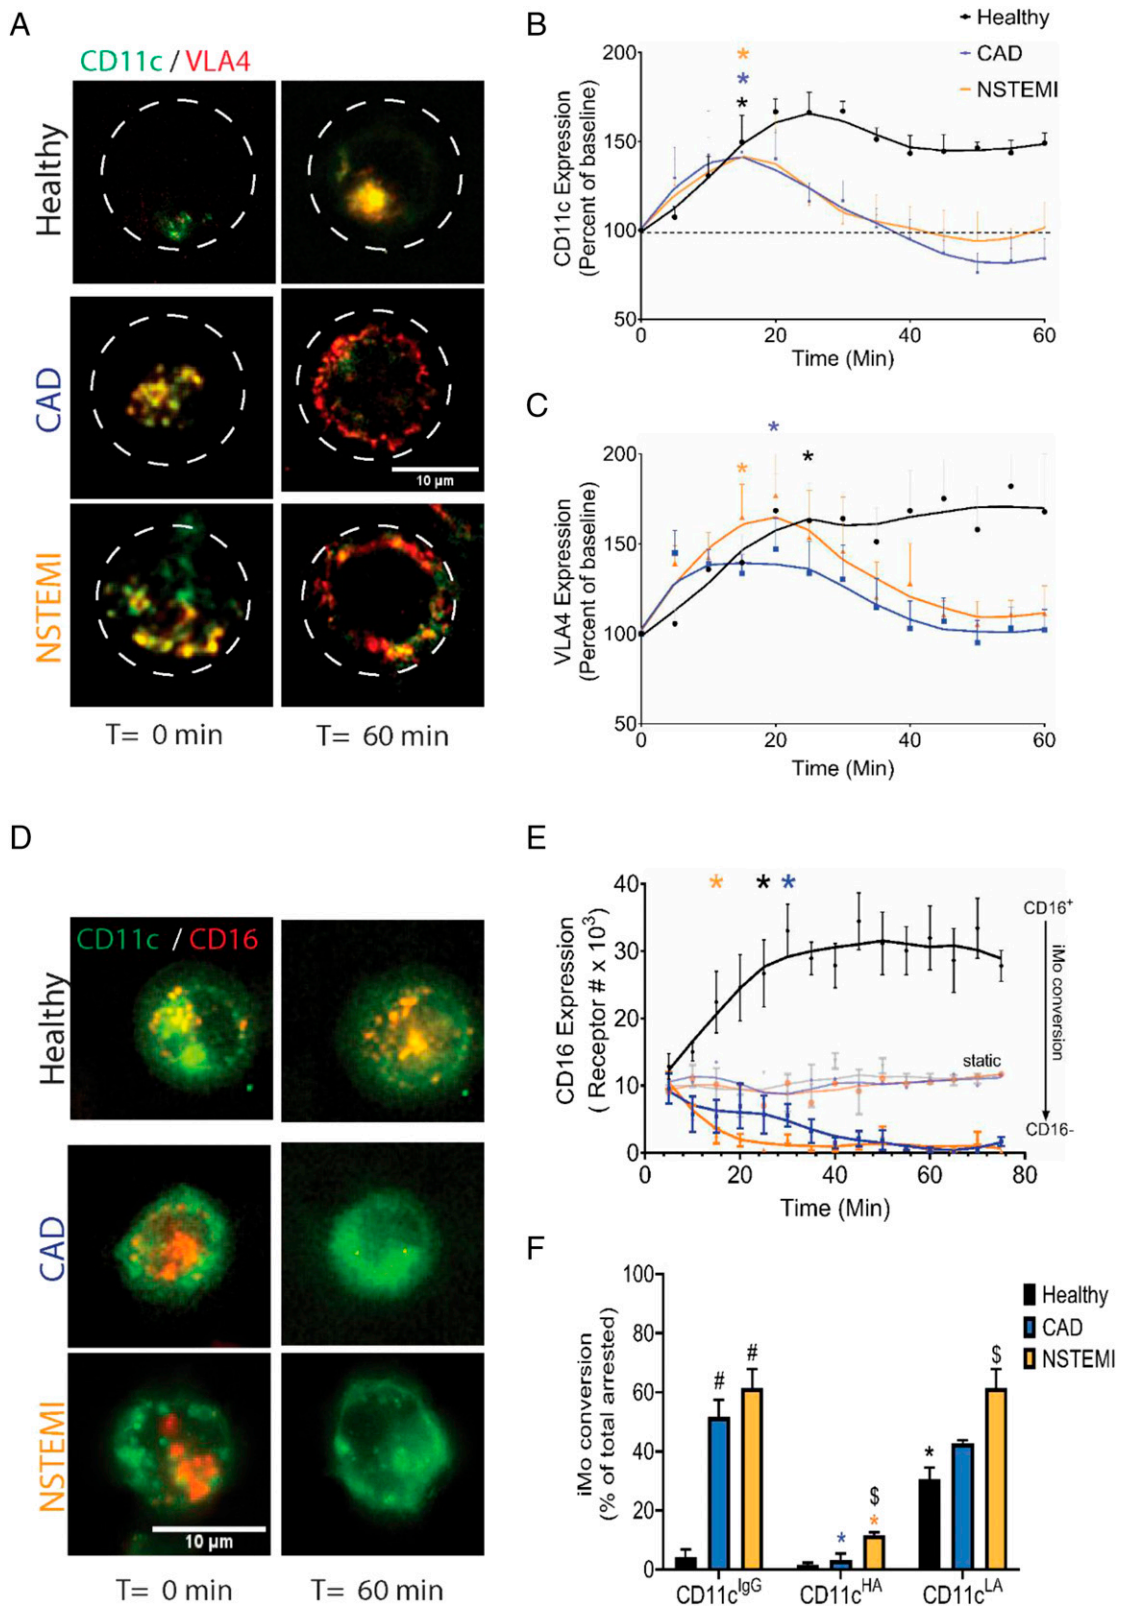 A
CD11c / VLA4
Healthy
CAD
10 µm
NSTEMI
T= 0 min
T= 60 min
B
Healthy
CAD
NSTEMI
CD11c Expression
(Percent of baseline)
200
150
100
50
0
20
40
60
Time (Min)
* * *
C
VLA4 Expression
(Percent of baseline)
200
150
100
50
0
20
40
60
Time (Min)
* * *
D
CD11c / CD16
Healthy
CAD
NSTEMI
10 µm
T= 0 min
T= 60 min
E
CD16 Expression
( Receptor # x 10³)
40
30
20
10
0
0
20
40
60
80
Time (Min)
* * *
static
CD16⁺
iMo conversion
CD16-
F
iMo conversion
(% of total arrested)
100
80
60
40
20
0
# #
* $ *
* $
CD11cᴵᵍᴳ
CD11cᴴᴬ
CD11cᴸᴬ
Healthy
CAD
NSTEMI